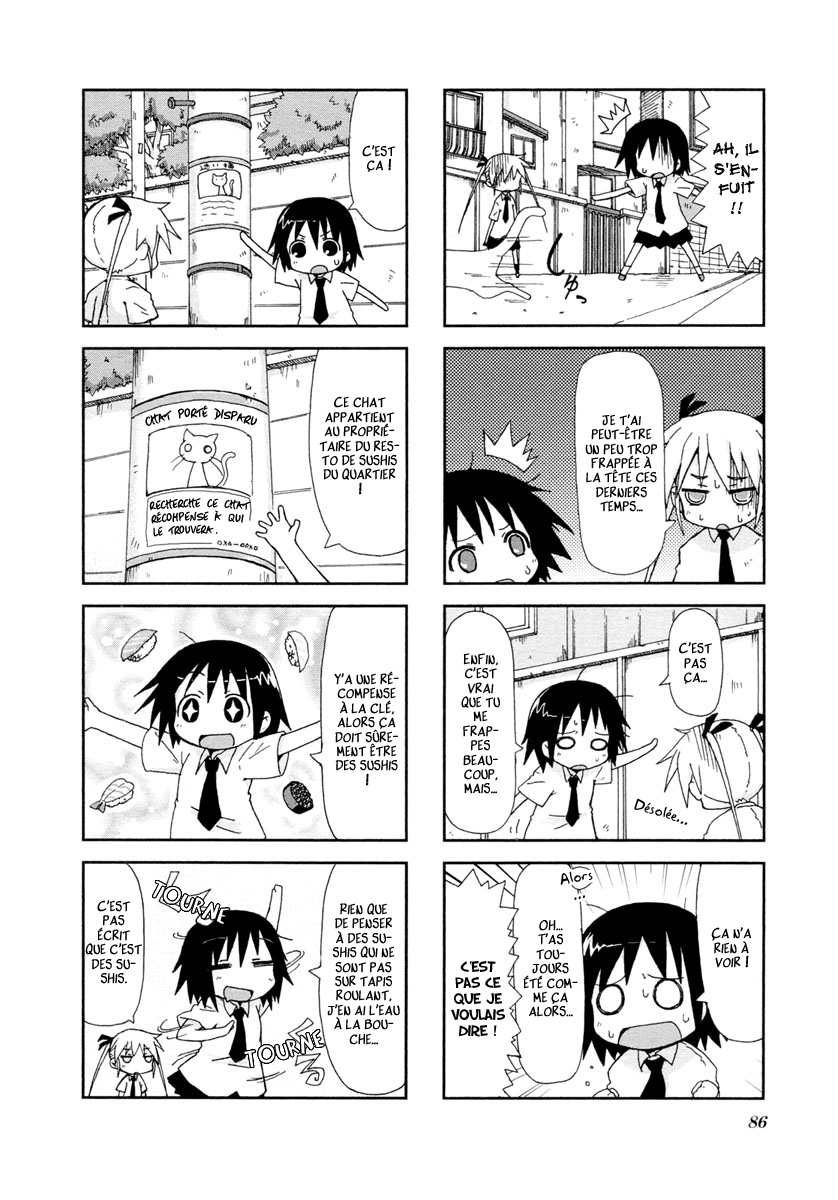 AH, IL
S'EN-
FUIT
!!
ゆっ
JE T'AI
PEUT-ÊTRE
UN PEU TROP
FRAPPÉE À
LA TÊTE CES
DERNIERS
TEMPS...
C'EST
PAS
ÇA...
Désolée...
ENFIN,
C'EST
VRAI
QUE TU
ME
FRAP-
PES
BEAU-
COUP,
MAIS...
ÇA N'A
RIEN À
VOIR !
Alors
...
OH...
T'AS
TOU-
JOURS
ÉTÉ COM-
ME ÇA
ALORS...
C'EST
PAS CE
QUE JE
VOULAIS
DIRE !
C'EST
ÇA !
CE CHAT
APPARTIENT
AU PROPRIÉ-
TAIRE DU RES-
TO DE SUSHIS
DU QUARTIER
!
CHAT PORTÉ DISPARU
RECHERCHE CE CHAT
RÉCOMPENSE À QUI
LE TROUVERA.
Y'A UNE RÉ-
COMPENSE
À LA CLÉ,
ALORS ÇA
DOIT SÛRE-
MENT ÊTRE
DES SUSHIS
!
RIEN QUE
DE PENSER
À DES SU-
SHIS QUI NE
SONT PAS
SUR TAPIS
ROULANT,
J'EN AI L'EAU
À LA BOU-
CHE...
TOURNE
TOURNE
C'EST
PAS
ÉCRIT
QUE C'EST
DES SU-
SHIS.
86